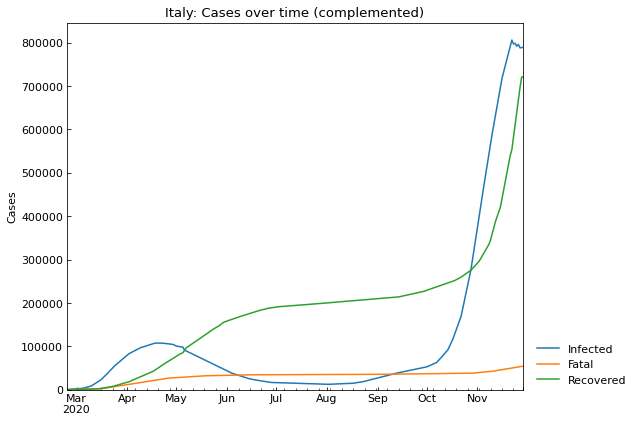 Italy: Cases over time (complemented)
800000
700000
600000
500000
400000
300000
200000
100000
0
Cases
Mar Apr May Jun Jul Aug Sep Oct Nov
2020
Infected
Fatal
Recovered